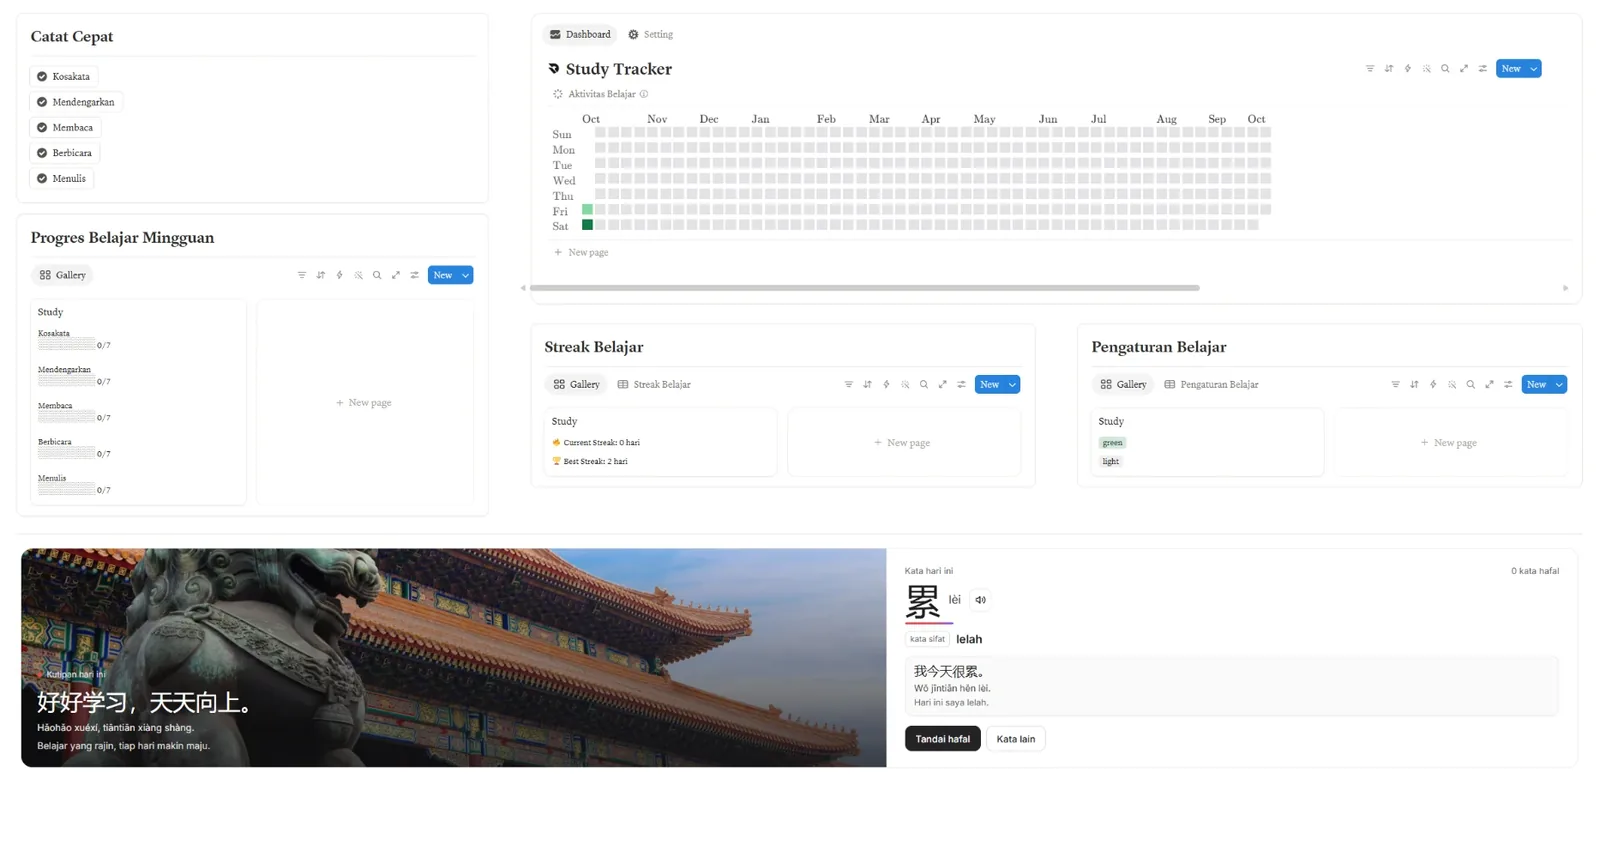 Catat Cepat
Kosakata
Mendengarkan
Membaca
Berbicara
Menulis
Progres Belajar Mingguan
Gallery
New
Study
Kosakata
0/7
Mendengarkan
0/7
Membaca
0/7
Berbicara
0/7
Menulis
0/7
+ New page
Dashboard Setting
Study Tracker
New
Aktivitas Belajar
Oct Nov Dec Jan Feb Mar Apr May Jun Jul Aug Sep Oct
Sun
Mon
Tue
Wed
Thu
Fri
Sat
+ New page
Streak Belajar
Gallery Streak Belajar
New
Study
🔥 Current Streak: 0 hari
🏆 Best Streak: 2 hari
+ New page
Pengaturan Belajar
Gallery Pengaturan Belajar
New
Study
green
light
+ New page
Kutipan hari ini
好好学习，天天向上。
Hǎohǎo xuéxí, tiāntiān xiàng shàng.
Belajar yang rajin, tiap hari makin maju.
Kata hari ini
0 kata hafal
累 lèi
kata sifat lelah
我今天很累。
Wǒ jīntiān hěn lèi.
Hari ini saya lelah.
Tandai hafal
Kata lain